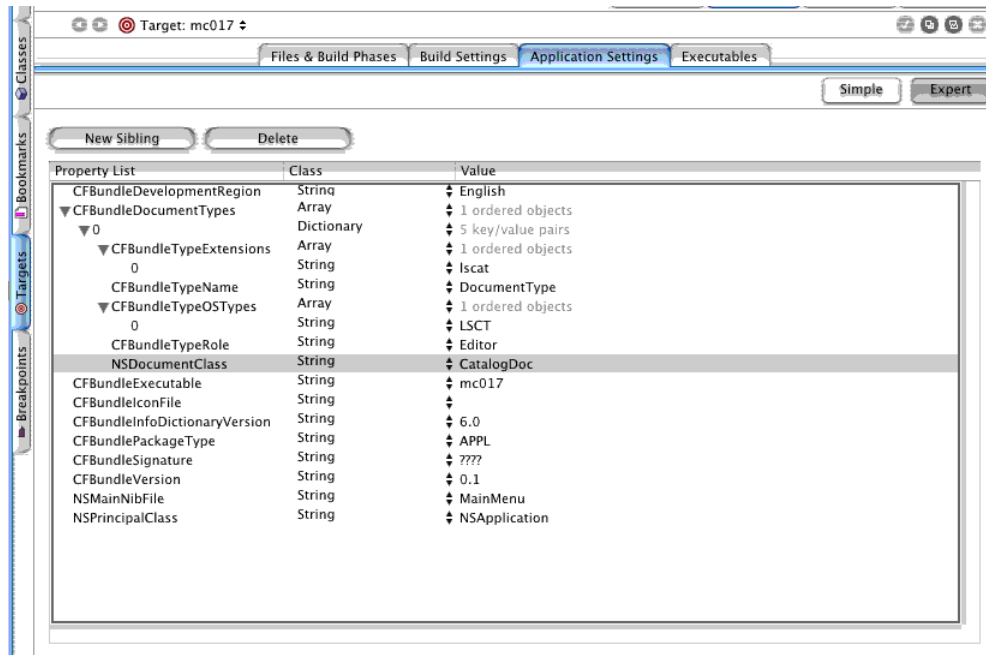 Target: mc017
Files & Build Phases Build Settings Application Settings Executables
Simple Expert
New Sibling Delete
Property List Class Value
CFBundleDevelopmentRegion String English
CFBundleDocumentTypes Array 1 ordered objects
0 Dictionary 5 key/value pairs
CFBundleTypeExtensions Array 1 ordered objects
0 String lscat
CFBundleTypeName String DocumentType
CFBundleTypeOSTypes Array 1 ordered objects
0 String LSCT
CFBundleTypeRole String Editor
NSDocumentClass String CatalogDoc
CFBundleExecutable String mc017
CFBundleIconFile String
CFBundleInfoDictionaryVersion String 6.0
CFBundlePackageType String APPL
CFBundleSignature String ????
CFBundleVersion String 0.1
NSMainNibFile String MainMenu
NSPrincipalClass String NSApplication
Classes
Bookmarks
Targets
Breakpoints